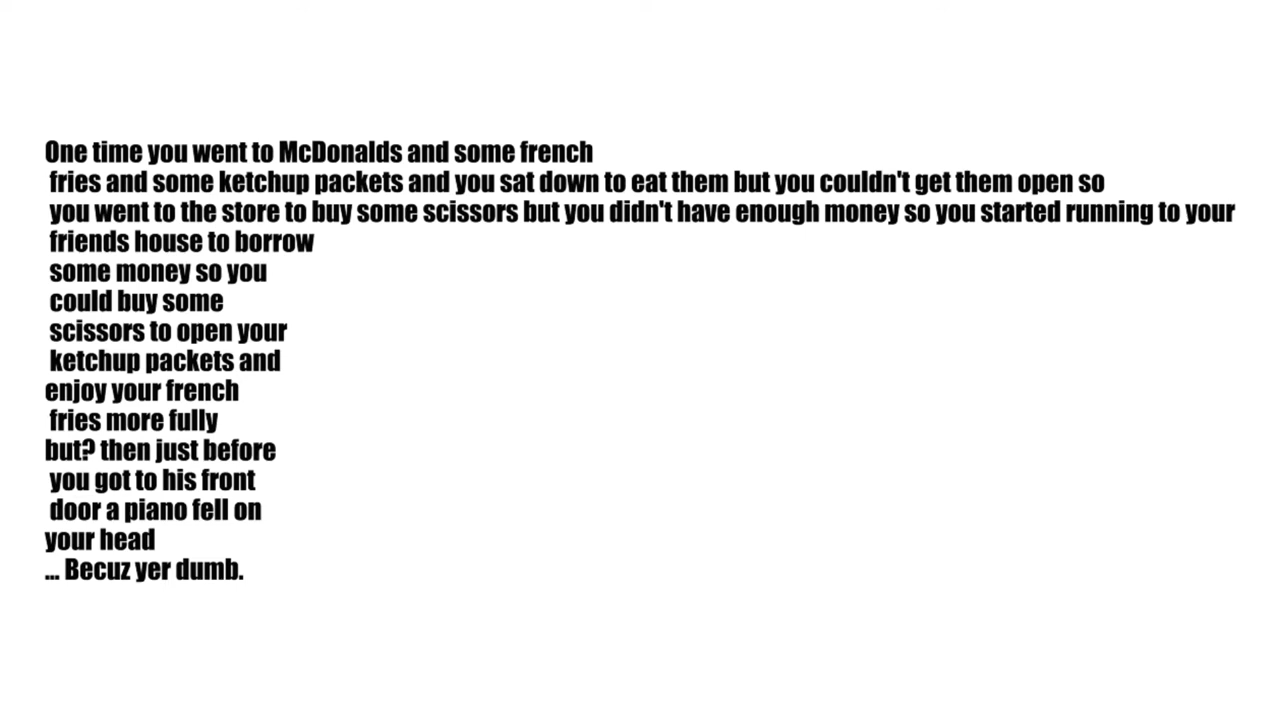 One time you went to McDonalds and some french
fries and some ketchup packets and you sat down to eat them but you couldn't get them open so
you went to the store to buy some scissors but you didn't have enough money so you started running to your
friends house to borrow
some money so you
could buy some
scissors to open your
ketchup packets and
enjoy your french
fries more fully
but? then just before
you got to his front
door a piano fell on
your head
... Becuz yer dumb.